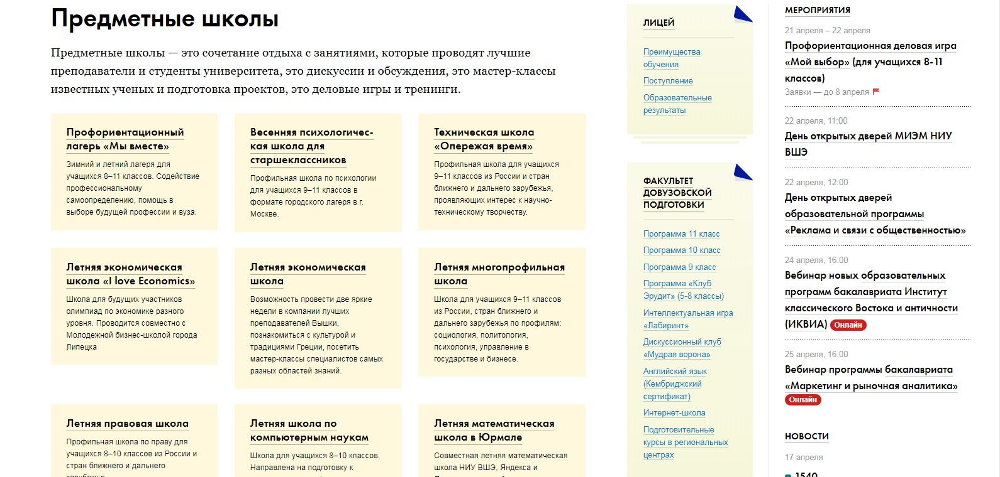 Предметные школы
Предметные школы — это сочетание отдыха с занятиями, которые проводят лучшие
преподаватели и студенты университета, это дискуссии и обсуждения, это мастер-классы
известных ученых и подготовка проектов, это деловые игры и тренинги.
Профориентационный
лагерь «Мы вместе»
Зимний и летний лагеря для
учащихся 8–11 классов. Содействие
профессиональному
самоопределению, помощь в
выборе будущей профессии и вуза.
Весенняя психологичес-
кая школа для
старшеклассников
Профильная школа по психологии
для учащихся 9–11 классов в
формате городского лагеря в г.
Москве.
Техническая школа
«Опережая время»
Профильная школа для учащихся
9–11 классов из России и стран
ближнего и дальнего зарубежья,
проявляющих интерес к научно-
техническому творчеству.
Летняя экономическая
школа «I love Economics»
Школа для будущих участников
олимпиад по экономике разного
уровня. Проводится совместно с
Молодежной бизнес-школой города
Липецка
Летняя экономическая
школа
Возможность провести две яркие
недели в компании лучших
преподавателей Вышки,
познакомиться с культурой и
традициями Греции, посетить
мастер-классы специалистов самых
разных областей знаний.
Летняя многопрофильная
школа
Школа для учащихся 9–11 классов
из России, стран ближнего и
дальнего зарубежья по профилям:
социология, политология,
психология, управление в
государстве и бизнесе.
Летняя правовая школа
Профильная школа по праву для
учащихся 8–10 классов из России и
стран ближнего и дальнего
Летняя школа по
компьютерным наукам
Школа для учащихся 8–10 классов.
Направлена на подготовку к
Летняя математическая
школа в Юрмале
Совместная летняя математическая
школа НИУ ВШЭ, Яндекса и
ЛИЦЕЙ
Преимущества
обучения
Поступление
Образовательные
результаты
ФАКУЛЬТЕТ
ДОВУЗОВСКОЙ
ПОДГОТОВКИ
Программа 11 класс
Программа 10 класс
Программа 9 класс
Программа «Клуб
Эрудит» (5-8 классы)
Интеллектуальная игра
«Лабиринт»
Дискуссионный клуб
«Мудрая ворона»
Английский язык
(Кембриджский
сертификат)
Интернет-школа
Подготовительные
курсы в региональных
центрах
МЕРОПРИЯТИЯ
21 апреля – 22 апреля
Профориентационная деловая игра
«Мой выбор» (для учащихся 8-11
классов)
Заявки — до 8 апреля
22 апреля, 11:00
День открытых дверей МИЭМ НИУ
ВШЭ
22 апреля, 12:00
День открытых дверей
образовательной программы
«Реклама и связи с общественностью»
24 апреля, 16:00
Вебинар новых образовательных
программ бакалавриата Институт
классического Востока и античности
(ИКВИА) Онлайн
25 апреля, 16:00
Вебинар программы бакалавриата
«Маркетинг и рыночная аналитика»
Онлайн
НОВОСТИ
17 апреля
1540